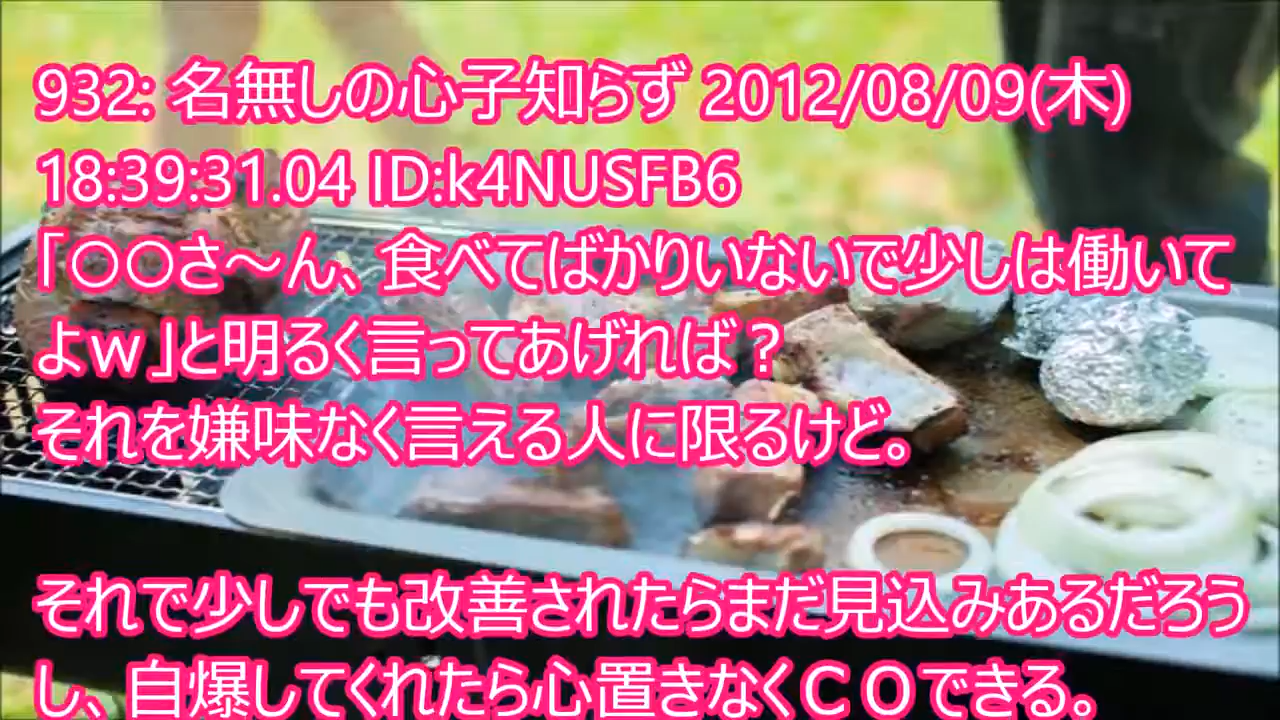 932: 名無しの心子知らず 2012/08/09(木)
18:39:31.04 ID:k4NUSFB6
「○○さ～ん、食べてばかりいないで少しは働いて
よｗ」と明るく言ってあげれば？
それを嫌味なく言える人に限るけど。
それで少しでも改善されたらまだ見込みあるだろう
し、自爆してくれたら心置きなくＣＯできる。